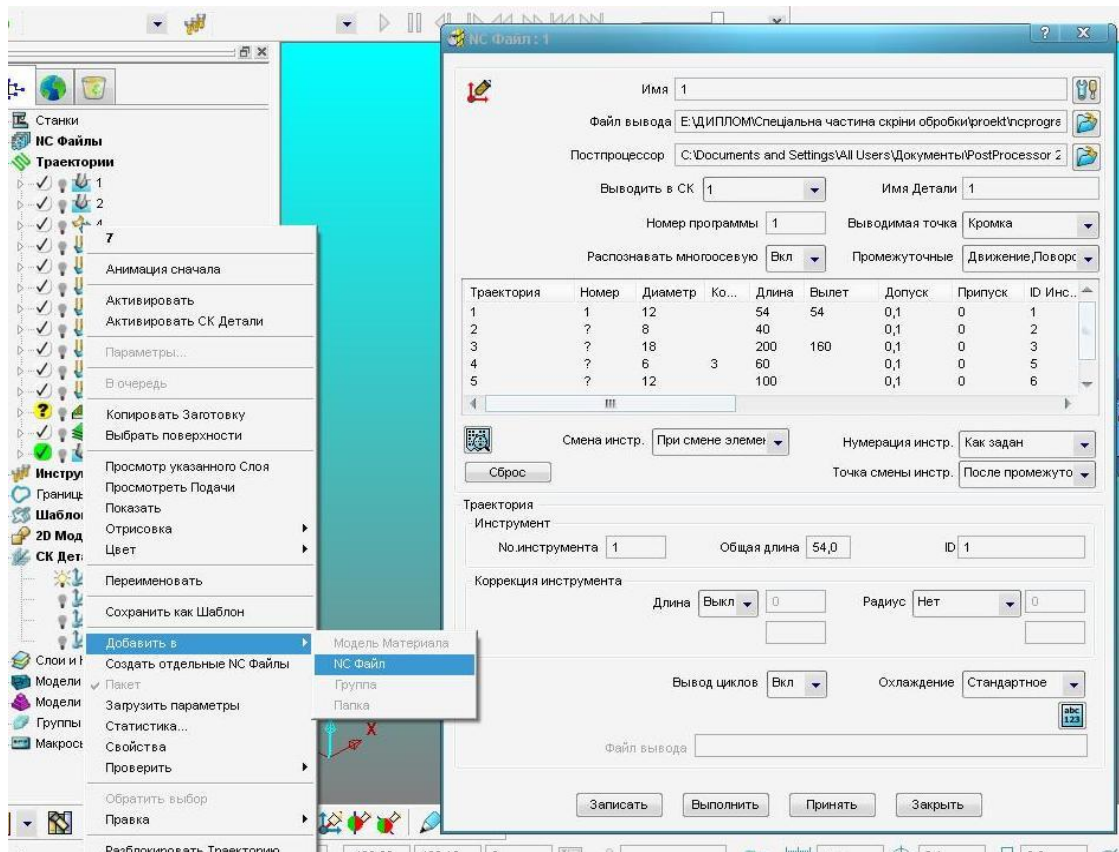 Станки
NC Файлы
Траектории
1
2
4
7
Анимация сначала
Активировать
Активировать СК Детали
Параметры...
В очередь
Копировать Заготовку
Выбрать поверхности
Просмотр указанного Слоя
Просмотреть Подачи
Показать
Отрисовка
Цвет
Переименовать
Сохранить как Шаблон
Добавить в
Создать отдельные NC Файлы
Пакет
Загрузить параметры
Статистика...
Свойства
Проверить
Обратить выбор
Правка
Разблокировать Траекторию
Границы
2D Мод
СК Дета
Слои и
Модели
Модели
Группы
Макросы
Модель Материала
NC Файл
Группа
Папка
X
NC Файл : 1
Имя 1
Файл вывода E:\ДИПЛОМ\Спеціальна частина скріни обробки\proekt\ncprogra
Постпроцессор C:\Documents and Settings\All Users\Документы\PostProcessor 2
Выводить в СК 1 Имя Детали 1
Номер программы 1 Выводимая точка Кромка
Распознавать многоосевую Вкл Промежуточные Движение,Поворо
Траектория Номер Диаметр Ко... Длина Вылет Допуск Припуск ID Инс...
1 1 12 54 54 0,1 0 1
2 ? 8 40 0,1 0 2
3 ? 18 200 160 0,1 0 3
4 ? 6 3 60 0,1 0 5
5 ? 12 100 0,1 0 6
Смена инстр. При смене элемен Нумерация инстр. Как задан
Сброс Точка смены инстр. После промежуто
Траектория
Инструмент
No.инструмента 1 Общая длина 54,0 ID 1
Коррекция инструмента
Длина Выкл 0 Радиус Нет 0
Вывод циклов Вкл Охлаждение Стандартное
abc 123
Файл вывода
Записать Выполнить Принять Закрыть